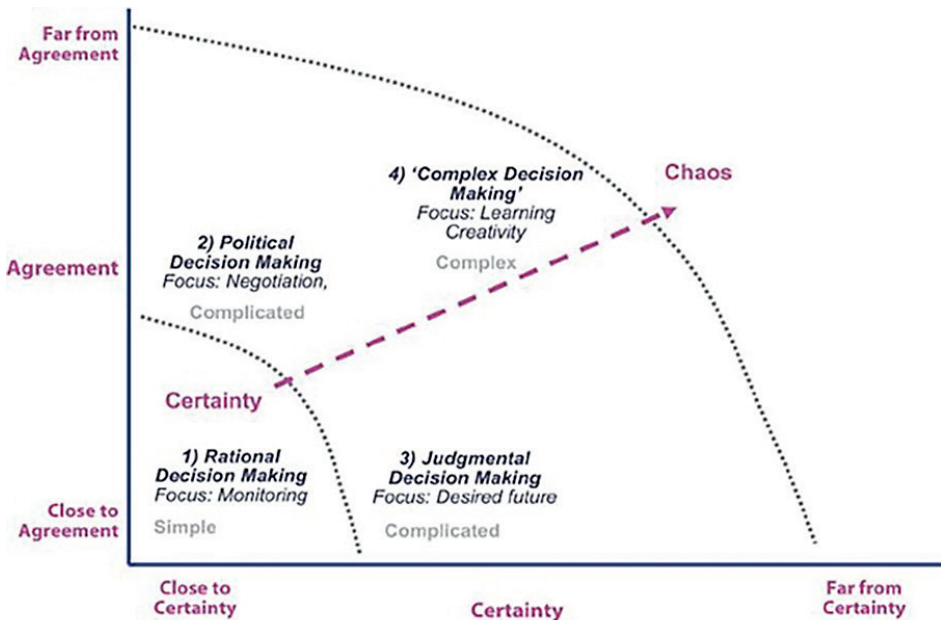 Far from
Agreement
4) ‘Complex Decision
Making’
Focus: Learning
Creativity
Complex
Chaos
2) Political
Decision Making
Focus: Negotiation,
Complicated
Agreement
Certainty
1) Rational
Decision Making
Focus: Monitoring
Simple
3) Judgmental
Decision Making
Focus: Desired future
Complicated
Close to
Agreement
Close to
Certainty
Certainty
Far from
Certainty